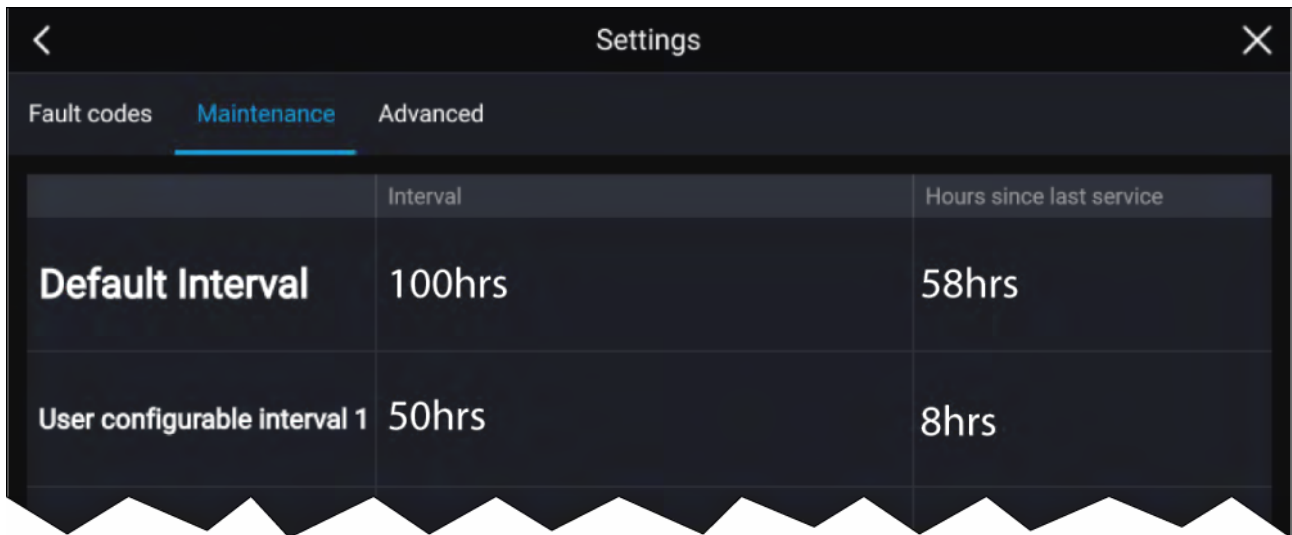 Settings
Fault codes Maintenance Advanced
Interval Hours since last service
Default Interval 100hrs 58hrs
User configurable interval 1 50hrs 8hrs